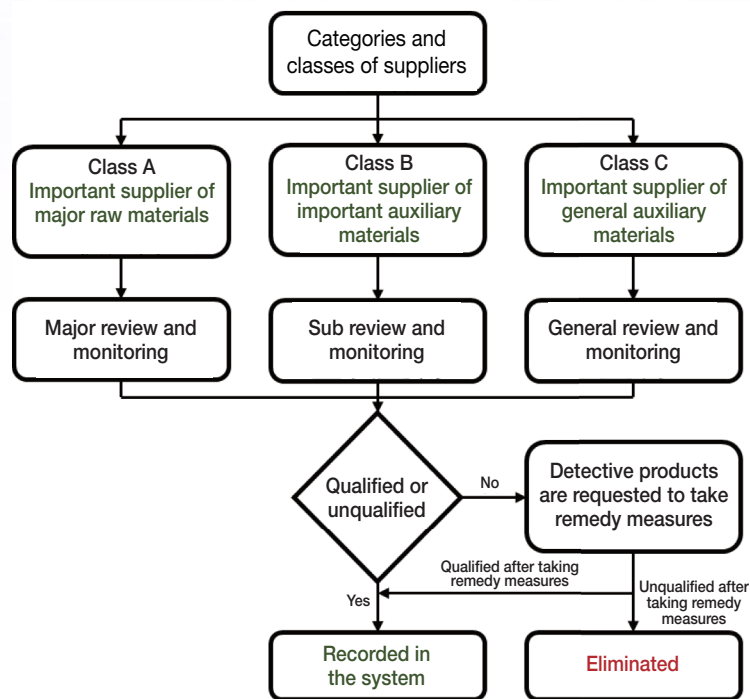 Categories and
classes of suppliers
Class A
Important supplier of
major raw materials
Class B
Important supplier of
important auxiliary
materials
Class C
Important supplier of
general auxiliary
materials
Major review and
monitoring
Sub review and
monitoring
General review and
monitoring
Qualified or
unqualified
No
Detective products
are requested to take
remedy measures
Qualified after taking
remedy measures
Unqualified after
taking remedy
measures
Yes
Recorded in
the system
Eliminated